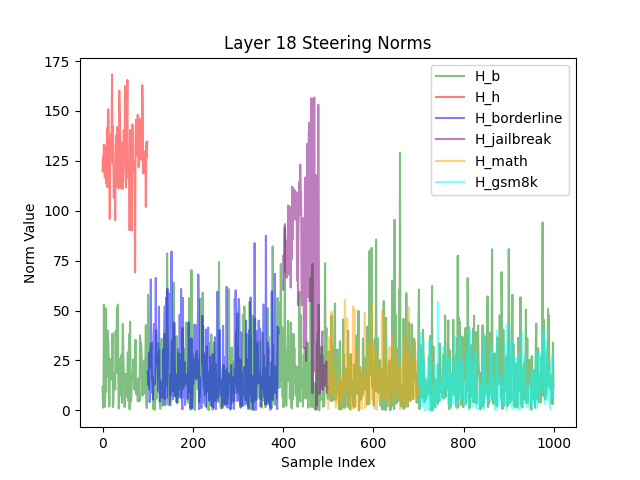 Layer 18 Steering Norms
Norm Value
175
150
125
100
75
50
25
0
H_b
H_h
H_borderline
H_jailbreak
H_math
H_gsm8k
0 200 400 600 800 1000
Sample Index